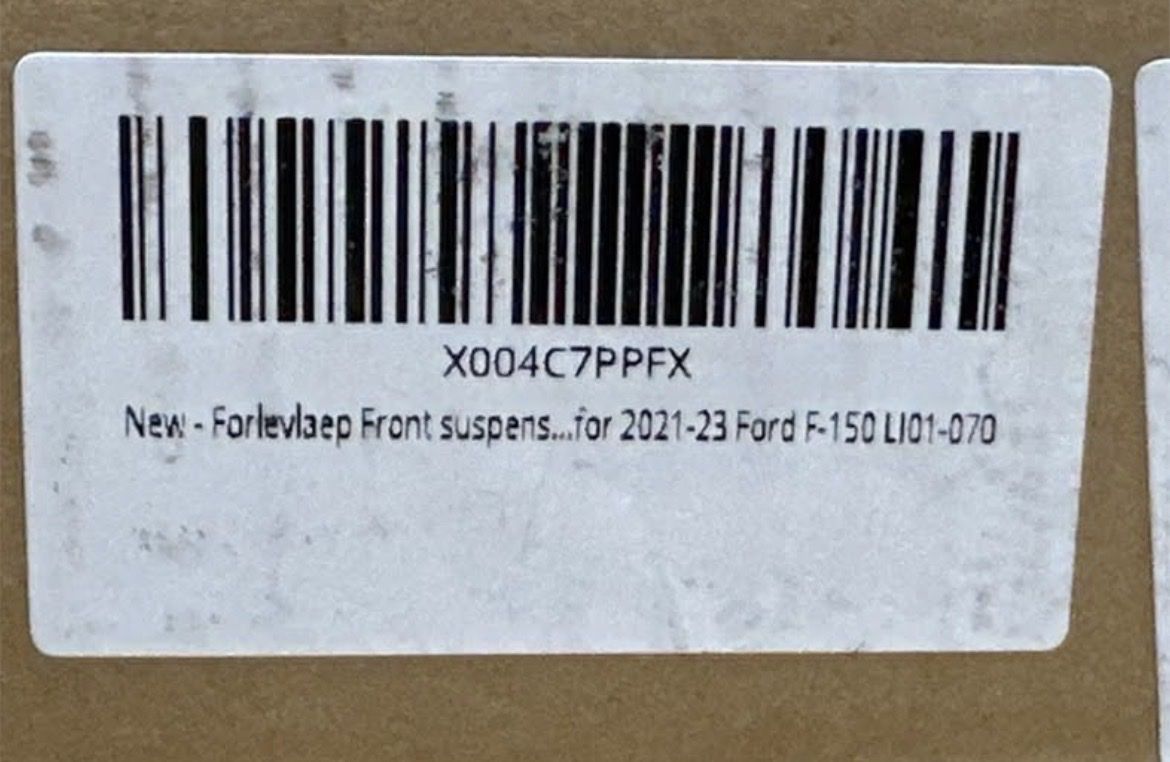 X004C7PPFX
New - Forlevlaep Front suspens...for 2021-23 Ford F-150 LI01-070